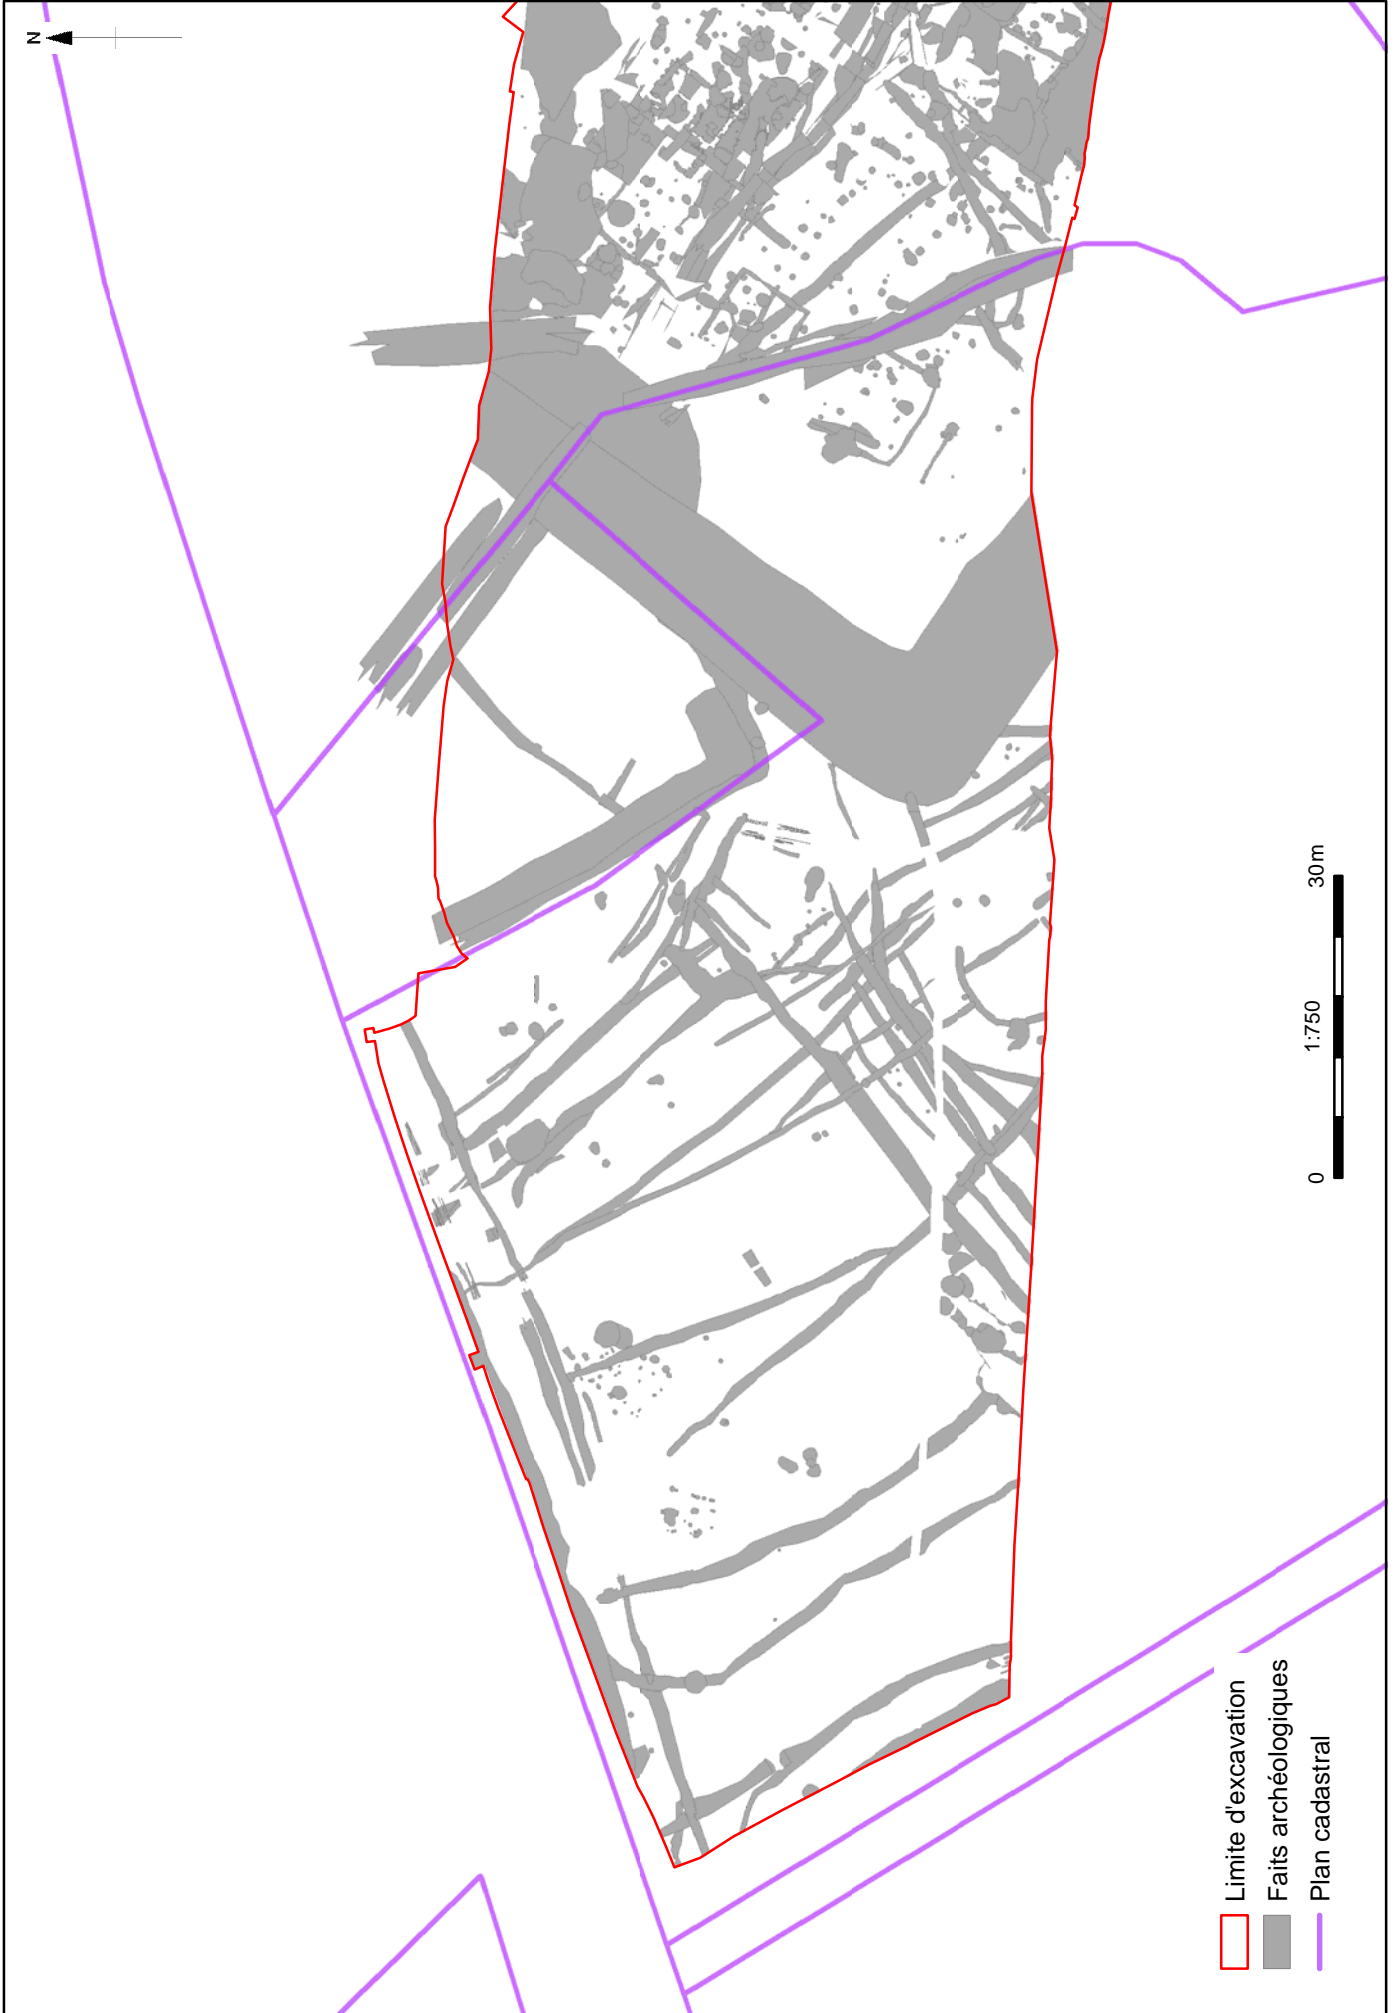 N
Limite d'excavation
Faits archéologiques
Plan cadastral
0
1:750
30m